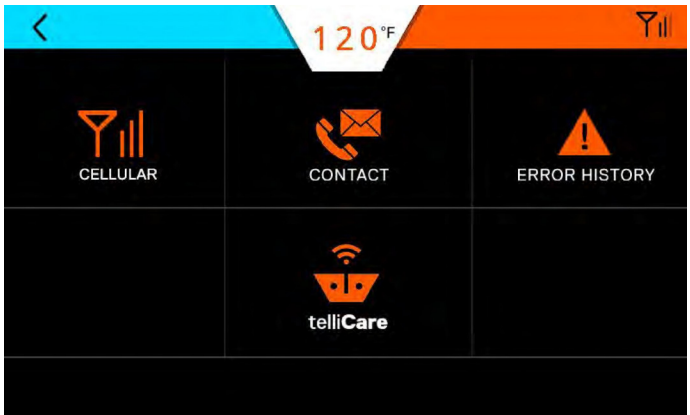 120°F
CELLULAR
CONTACT
ERROR HISTORY
telliCare